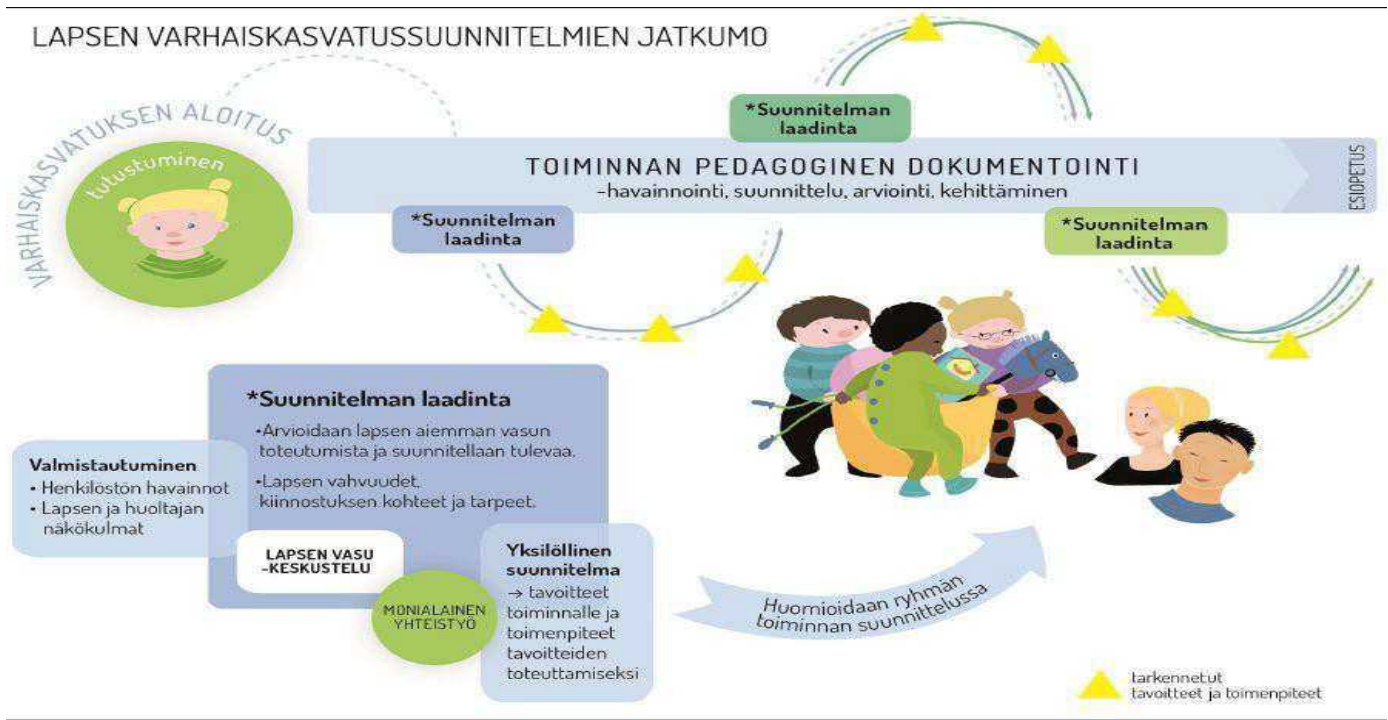 LAPSEN VARHAISKASVATUSSUUNNITELMIEN JATKUMO
VARHAISKASVATUKSEN ALOITUS
tutustuminen
*Suunnitelman
laadinta
TOIMINNAN PEDAGOGINEN DOKUMENTOINTI
-havainnointi, suunnittelu, arviointi, kehittäminen
ESIOPETUS
*Suunnitelman
laadinta
*Suunnitelman
laadinta
*Suunnitelman laadinta
•Arvioidaan lapsen aiemman vasun
toteutumista ja suunnitellaan tulevaa.
•Lapsen vahvuudet,
kiinnostuksen kohteet ja tarpeet.
Valmistautuminen
• Henkilöstön havainnot
• Lapsen ja huoltajan
näkökulmat
LAPSEN VASU
-KESKUSTELU
MONIALAINEN
YHTEISTYÖ
Yksilöllinen
suunnitelma
→ tavoitteet
toiminnalle ja
toimenpiteet
tavoitteiden
toteuttamiseksi
Huomioidaan ryhmän
toiminnan suunnittelussa
tarkennetut
tavoitteet ja toimenpiteet